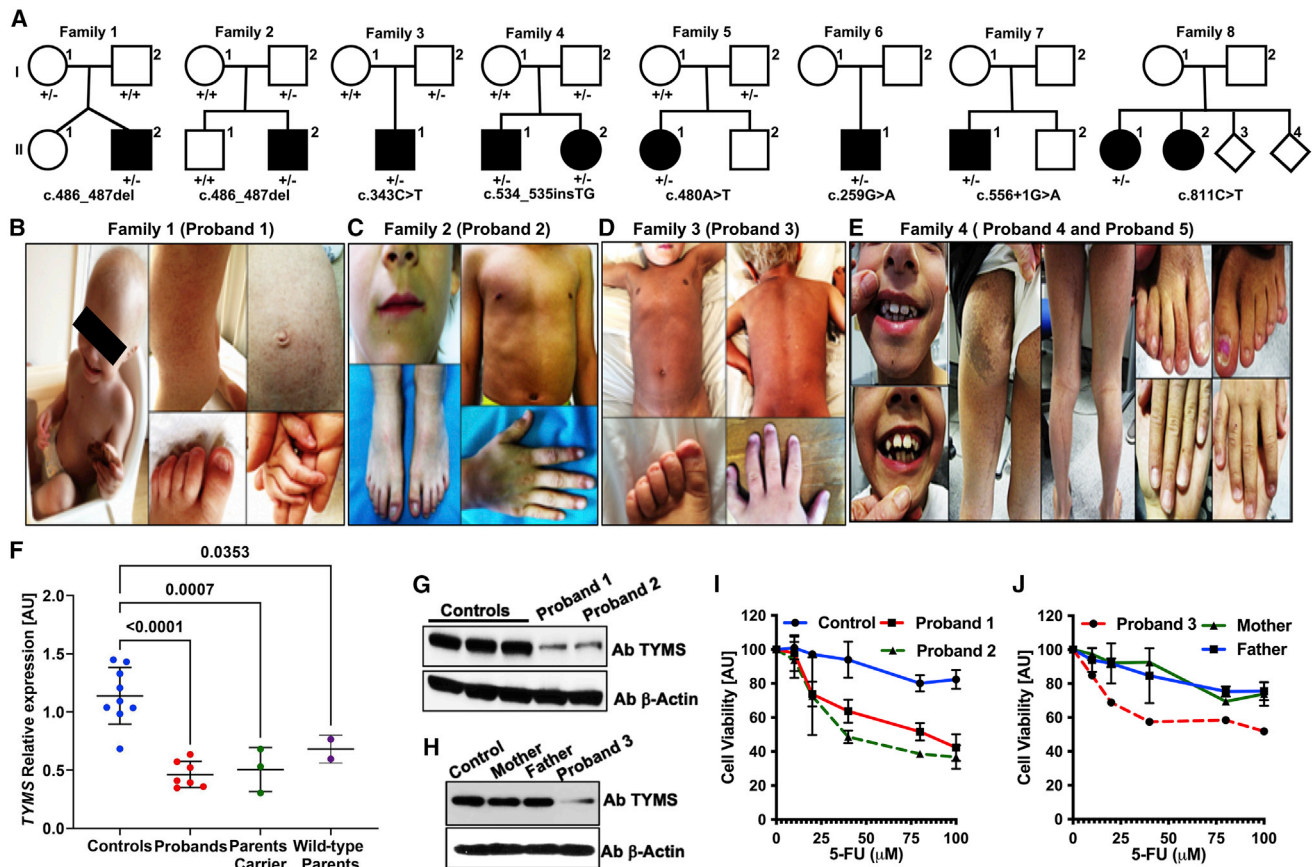 A
Family 1 Family 2 Family 3 Family 4 Family 5 Family 6 Family 7 Family 8
I 1 2 1 2 1 2 1 2 1 2 1 2 1 2 1 2
+/- +/+ +/+ +/- +/+ +/- +/+ +/- +/+ +/-
II 1 2 1 2 1 1 2 1 2 1 1 2 1 2 3 4
+/- +/+ +/- +/- +/- +/- +/- +/- +/- +/-
c.486_487del c.486_487del c.343C>T c.534_535insTG c.480A>T c.259G>A c.556+1G>A c.811C>T
B Family 1 (Proband 1) C Family 2 (Proband 2) D Family 3 (Proband 3) E Family 4 ( Proband 4 and Proband 5)
F
0.0353
0.0007
<0.0001
TYMS Relative expression [AU]
2.0
1.5
1.0
0.5
0.0
Controls Probands Parents Carrier Wild-type Parents
G
Controls Proband 1 Proband 2
Ab TYMS
Ab β-Actin
H
Control Mother Father Proband 3
Ab TYMS
Ab β-Actin
I
Control Proband 1
Proband 2
Cell Viability [AU]
120
100
80
60
40
20
0
0 25 50 75 100
5-FU (μM)
J
Proband 3 Mother
Father
Cell Viability [AU]
120
100
80
60
40
20
0
0 25 50 75 100
5-FU (μM)